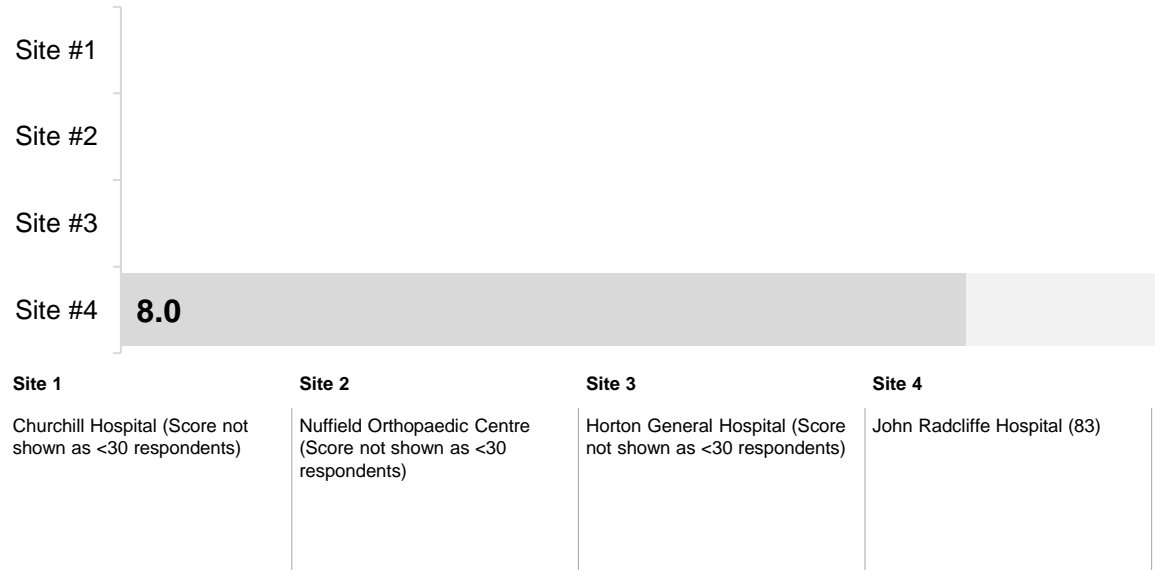 Site #1
Site #2
Site #3
Site #4
8.0
Site 1
Churchill Hospital (Score not
shown as <30 respondents)
Site 2
Nuffield Orthopaedic Centre
(Score not shown as <30
respondents)
Site 3
Horton General Hospital (Score
not shown as <30 respondents)
Site 4
John Radcliffe Hospital (83)